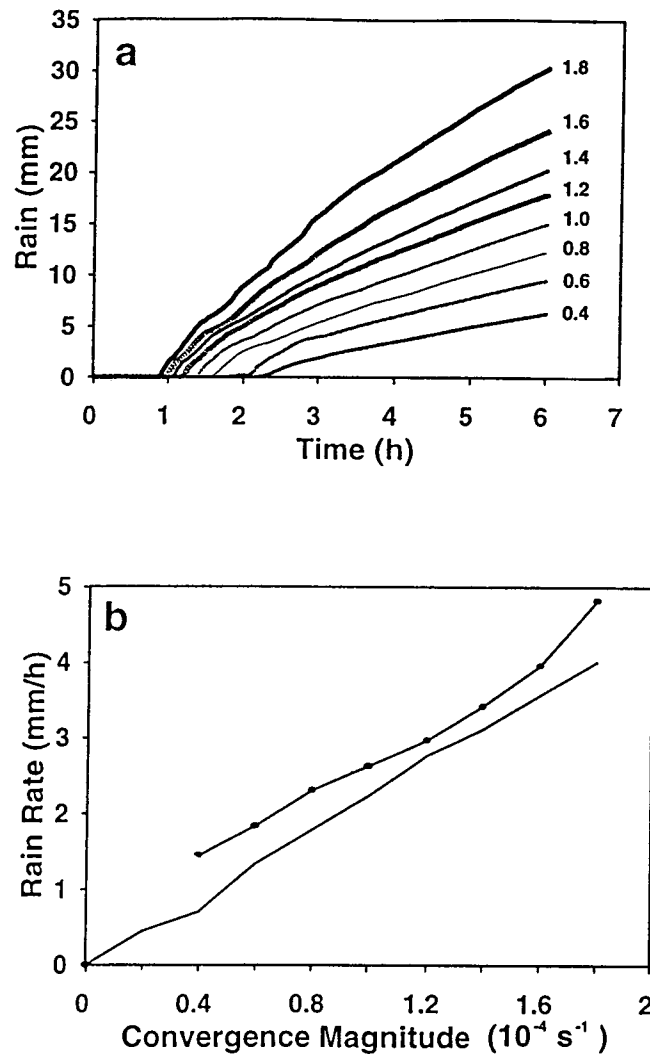 a
35
30
25
20
15
10
5
0
Rain (mm)
1.8
1.6
1.4
1.2
1.0
0.8
0.6
0.4
0 1 2 3 4 5 6 7
Time (h)
b
5
4
3
2
1
0
Rain Rate (mm/h)
0 0.4 0.8 1.2 1.6 2
Convergence Magnitude (10⁻⁴ s⁻¹)